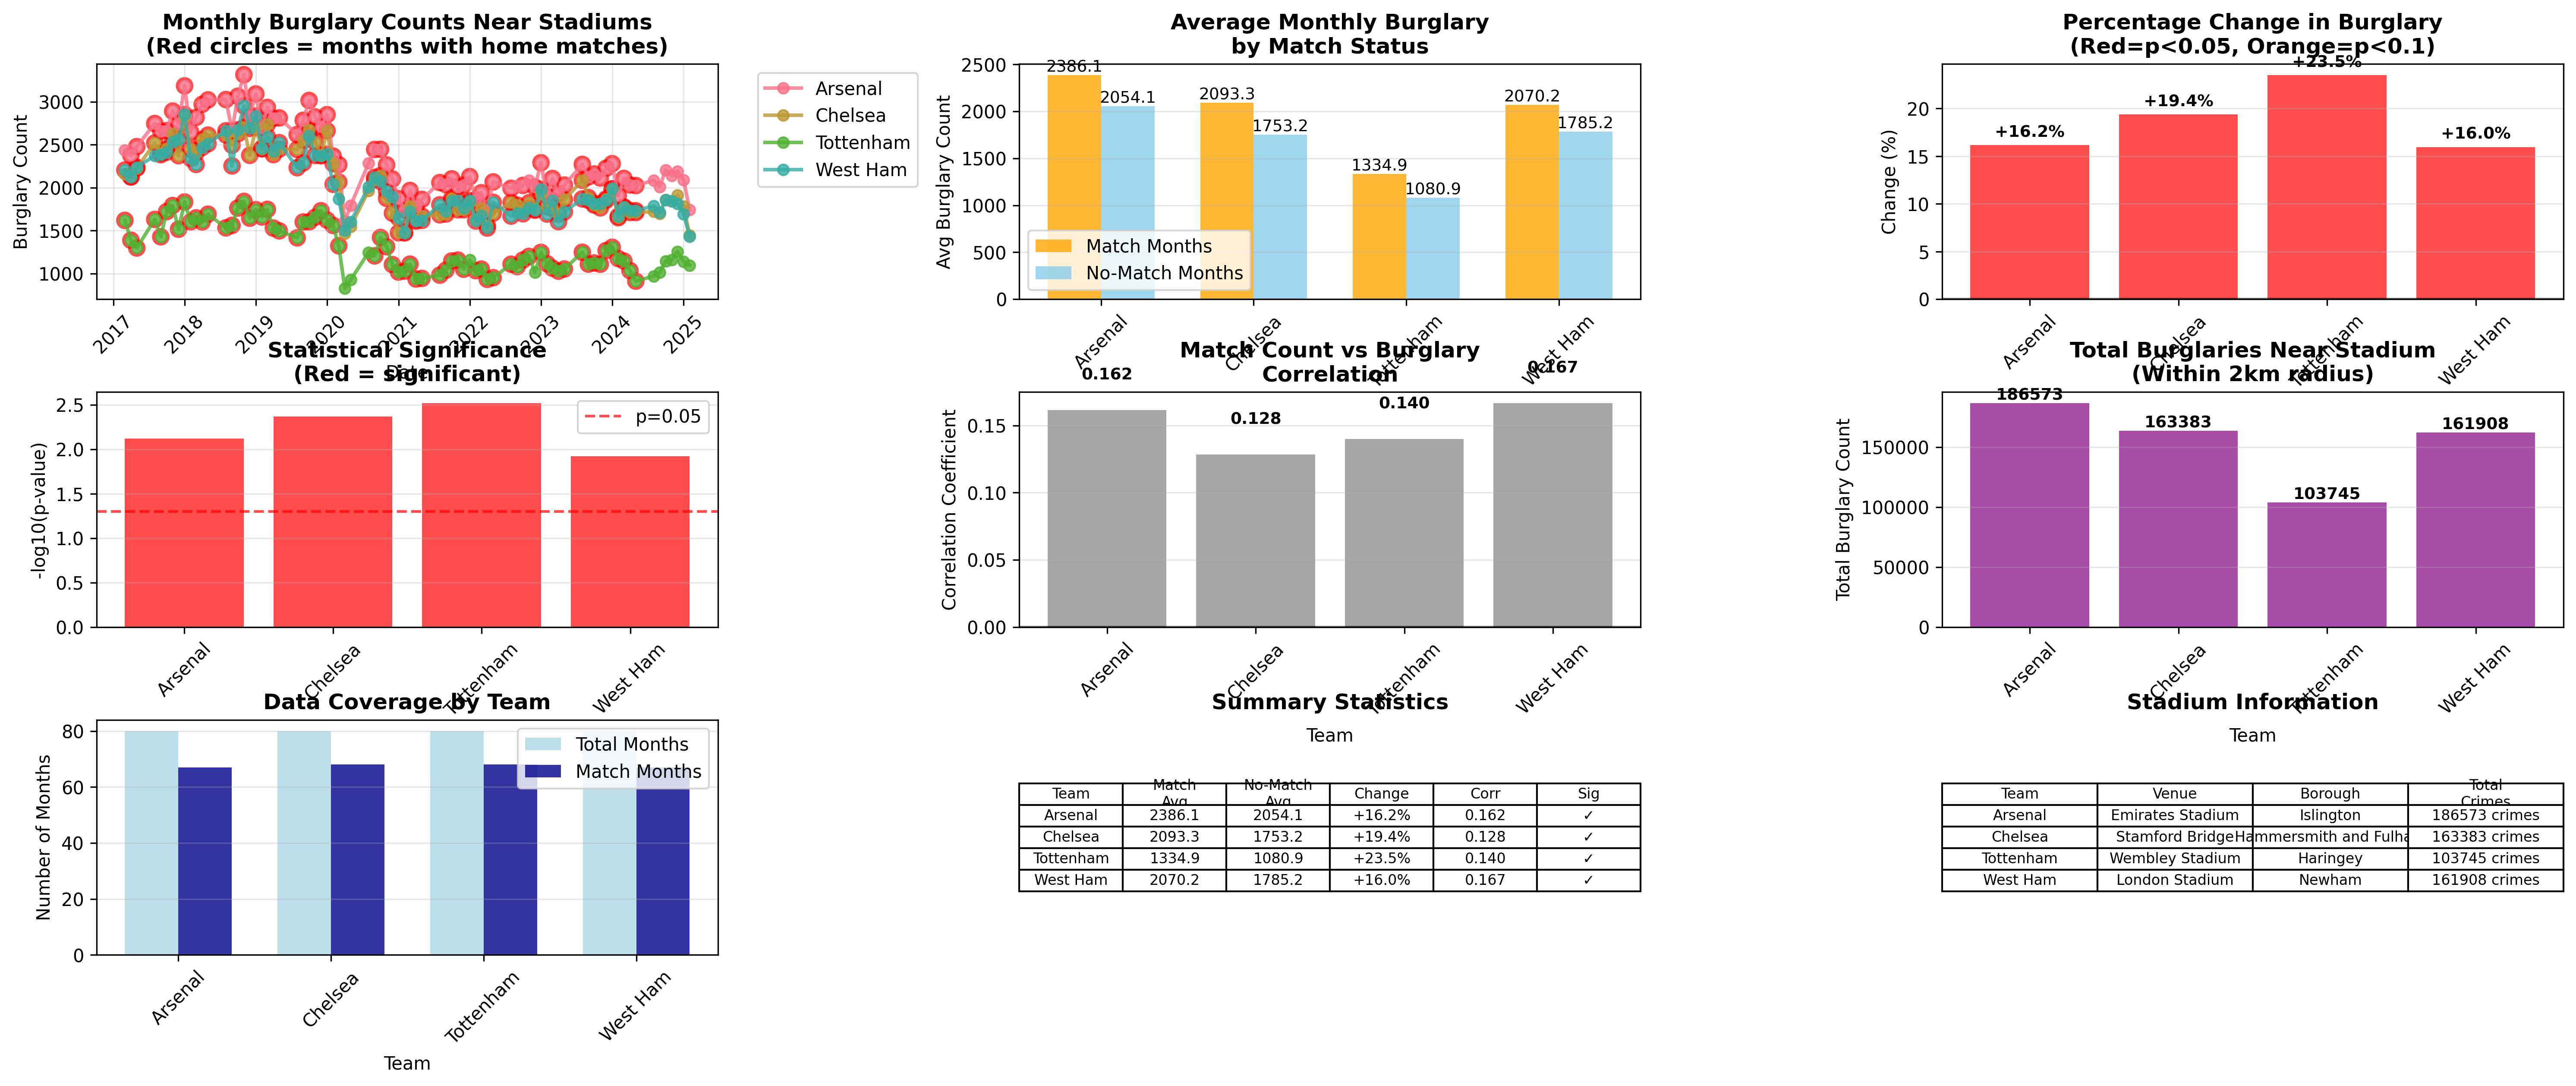 Monthly Burglary Counts Near Stadiums
(Red circles = months with home matches)
Burglary Count
3000
2500
2000
1500
1000
2017
2018
2019
2020
2021
2022
2023
2024
2025
Date
Arsenal
Chelsea
Tottenham
West Ham
Average Monthly Burglary
by Match Status
Avg Burglary Count
2500
2000
1500
1000
500
0
2386.1
2054.1
2093.3
1753.2
1334.9
1080.9
2070.2
1785.2
Match Months
No-Match Months
Arsenal
Chelsea
Tottenham
West Ham
Percentage Change in Burglary
(Red=p<0.05, Orange=p<0.1)
Change (%)
20
15
10
5
0
+16.2%
+19.4%
+23.5%
+16.0%
Arsenal
Chelsea
Tottenham
West Ham
Statistical Significance
(Red = significant)
-log10(p-value)
2.5
2.0
1.5
1.0
0.5
0.0
p=0.05
Arsenal
Chelsea
Tottenham
West Ham
Match Count vs Burglary
Correlation
Correlation Coefficient
0.15
0.10
0.05
0.00
0.162
0.128
0.140
0.167
Arsenal
Chelsea
Tottenham
West Ham
Team
Total Burglaries Near Stadium
(Within 2km radius)
Total Burglary Count
150000
100000
50000
0
186573
163383
103745
161908
Arsenal
Chelsea
Tottenham
West Ham
Team
Data Coverage by Team
Number of Months
80
60
40
20
0
Total Months
Match Months
Arsenal
Chelsea
Tottenham
West Ham
Team
Summary Statistics
Team Match Avg No-Match Avg Change Corr Sig
Arsenal 2386.1 2054.1 +16.2% 0.162 ✓
Chelsea 2093.3 1753.2 +19.4% 0.128 ✓
Tottenham 1334.9 1080.9 +23.5% 0.140 ✓
West Ham 2070.2 1785.2 +16.0% 0.167 ✓
Stadium Information
Team Venue Borough Total Crimes
Arsenal Emirates Stadium Islington 186573 crimes
Chelsea Stamford Bridge Hammersmith and Fulha 163383 crimes
Tottenham Wembley Stadium Haringey 103745 crimes
West Ham London Stadium Newham 161908 crimes